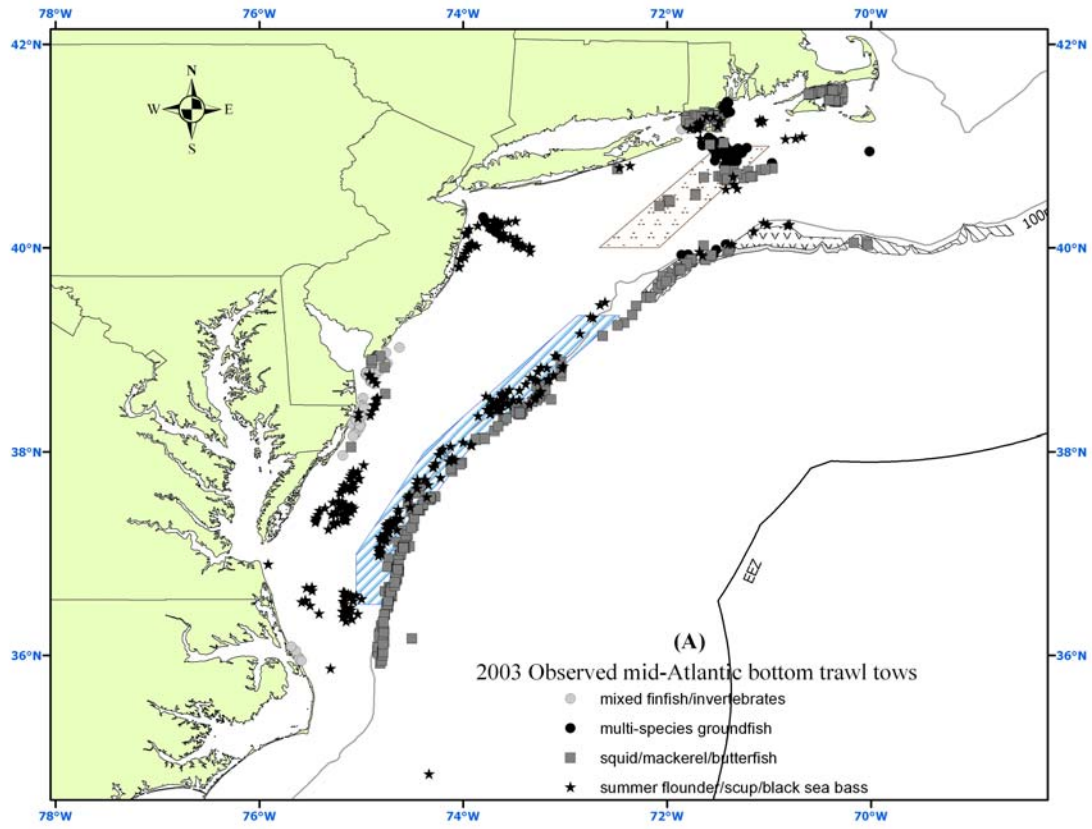 78°W 76°W 74°W 72°W 70°W
42°N 42°N
N
W E
S
100
40°N 40°N
38°N 38°N
EEZ
36°N 36°N
(A)
2003 Observed mid-Atlantic bottom trawl tows
mixed finfish/invertebrates
multi-species groundfish
squid/mackerel/butterfish
summer flounder/scup/black sea bass
78°W 76°W 74°W 72°W 70°W